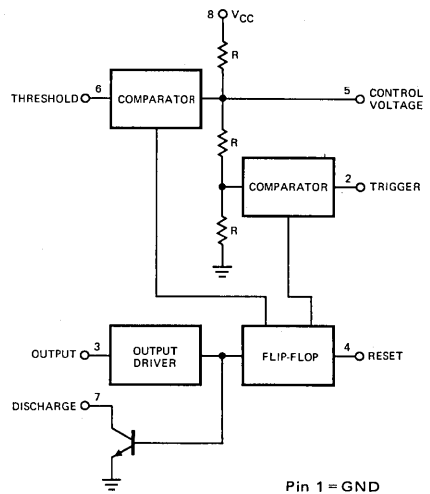 8 VCC
R
6
THRESHOLD
COMPARATOR
5
CONTROL
VOLTAGE
R
COMPARATOR
2
TRIGGER
R
OUTPUT
3
OUTPUT
DRIVER
FLIP-FLOP
4
RESET
DISCHARGE
7
Pin 1 = GND